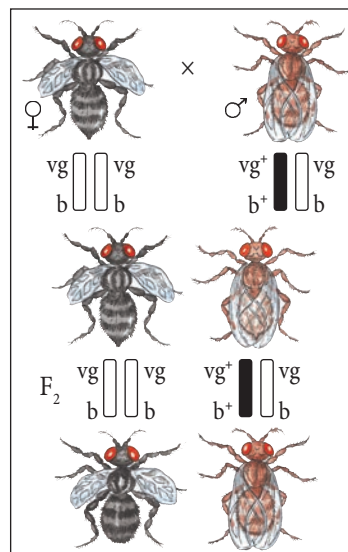 ♀ × ♂
vg vg vg⁺ vg
b b b⁺ b
F₂ vg vg vg⁺ vg
b b b⁺ b